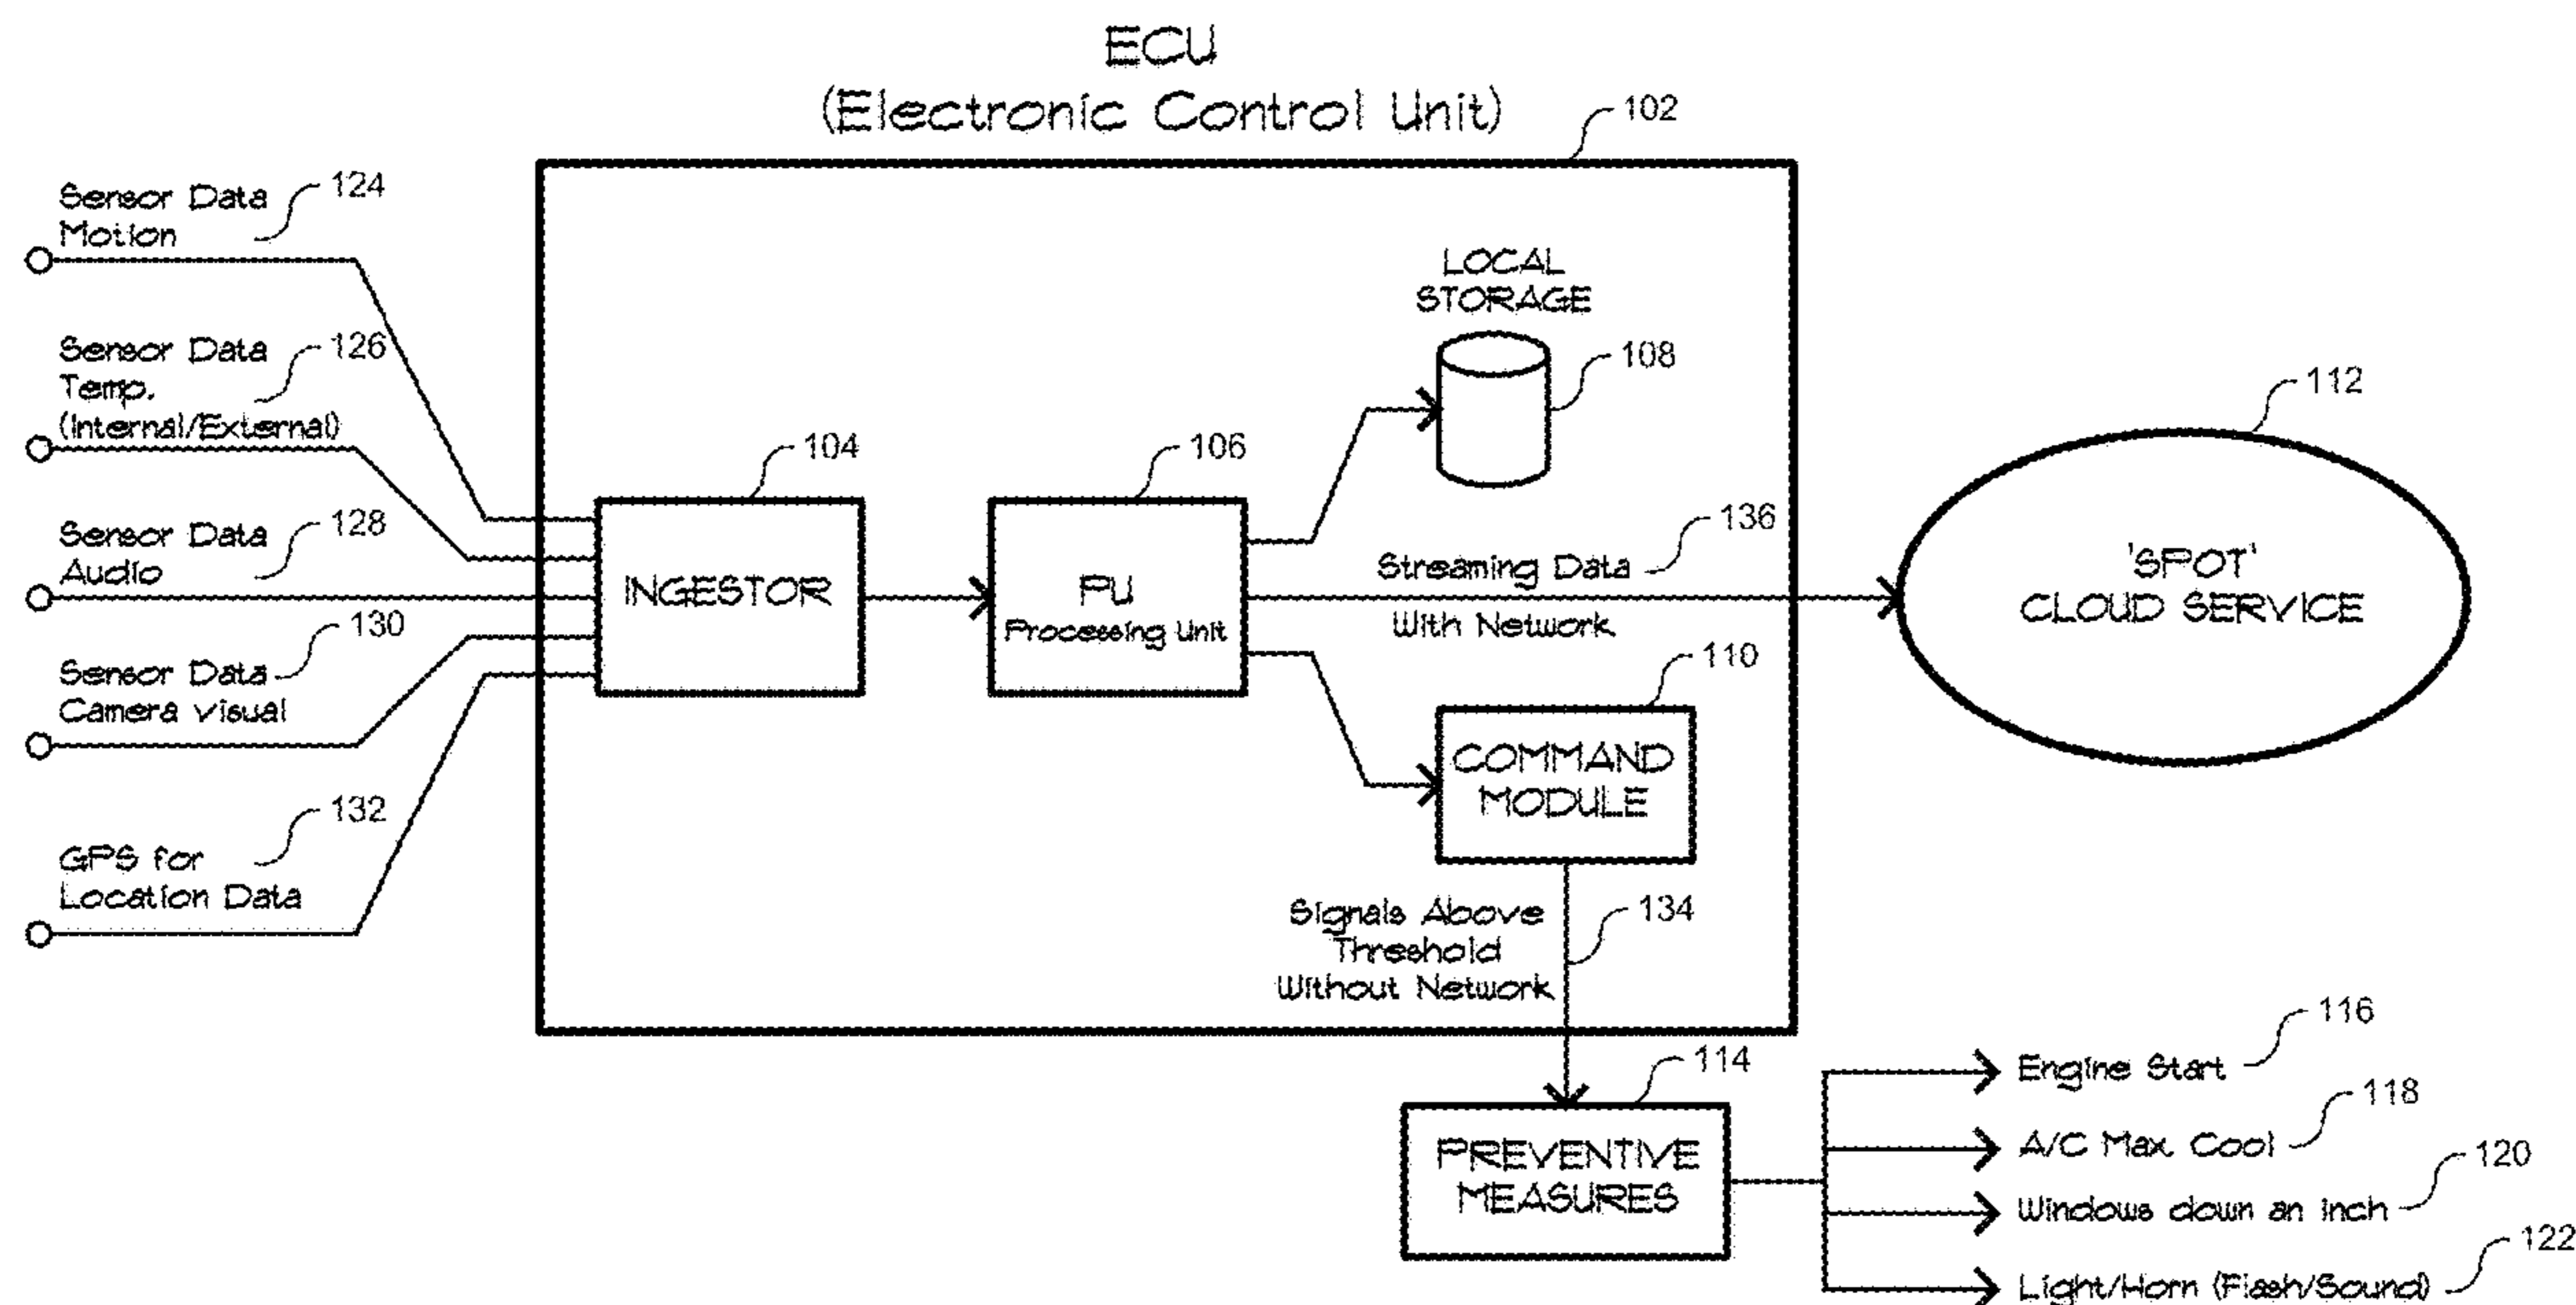 ECU
(Electronic Control Unit)
102
Sensor Data
Motion
124
Sensor Data
Temp.
(Internal/External)
126
Sensor Data
Audio
128
Sensor Data
Camera visual
130
GPS for
Location Data
132
INGESTOR
104
PU
Processing Unit
106
LOCAL
STORAGE
108
Streaming Data
With Network
136
COMMAND
MODULE
110
Signals Above
Threshold
Without Network
134
'SPOT'
CLOUD SERVICE
112
PREVENTIVE
MEASURES
114
Engine Start
116
A/C Max. Cool
118
Windows down an inch
120
Light/Horn (Flash/Sound)
122